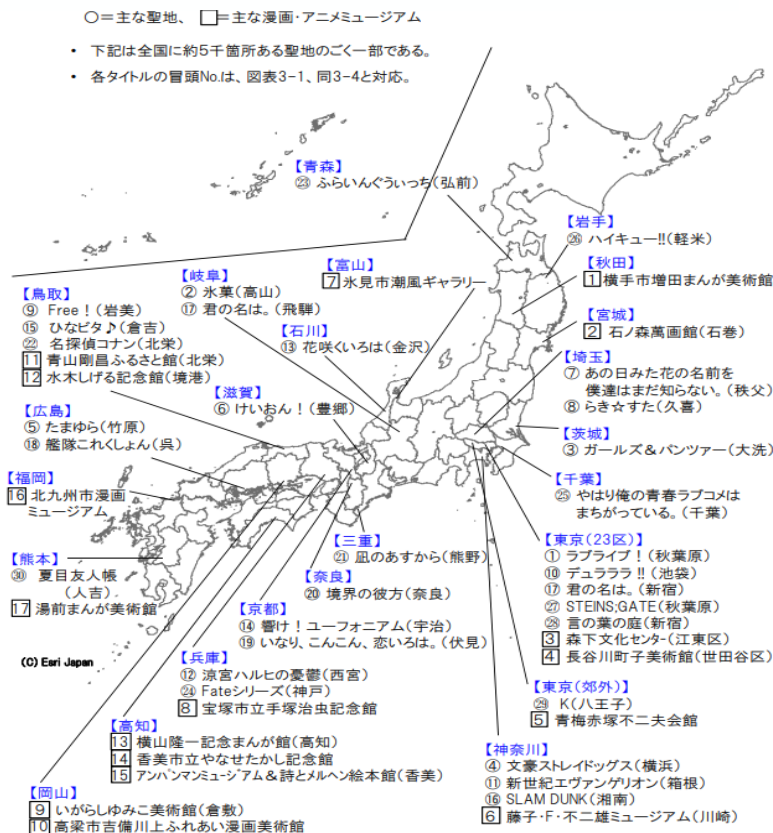 ○=主な聖地、 □=主な漫画・アニメミュージアム
• 下記は全国に約5千箇所ある聖地のごく一部である。
• 各タイトルの冒頭No.は、図表3-1、同3-4と対応。
【青森】
㉓ ふらいんぐうぃっち(弘前)
【岩手】
㉖ ハイキュー!!(軽米)
【秋田】
1 横手市増田まんが美術館
【宮城】
2 石ノ森萬画館(石巻)
【埼玉】
⑦ あの日みた花の名前を
僕達はまだ知らない。(秩父)
⑧ らき☆すた(久喜)
【茨城】
③ ガールズ&パンツァー(大洗)
【千葉】
㉕ やはり俺の青春ラブコメは
まちがっている。(千葉)
【東京(23区)】
① ラブライブ!(秋葉原)
⑩ デュラララ!!(池袋)
⑰ 君の名は。(新宿)
㉗ STEINS;GATE(秋葉原)
㉘ 言の葉の庭(新宿)
3 森下文化センター(江東区)
4 長谷川町子美術館(世田谷区)
【東京(郊外)】
㉙ K(八王子)
5 青梅赤塚不二夫会館
【神奈川】
④ 文豪ストレイドッグス(横浜)
⑪ 新世紀エヴァンゲリオン(箱根)
⑯ SLAM DUNK(湘南)
6 藤子・F・不二雄ミュージアム(川崎)
【富山】
7 氷見市潮風ギャラリー
【岐阜】
② 氷菓(高山)
⑰ 君の名は。(飛騨)
【石川】
⑬ 花咲くいろは(金沢)
【滋賀】
⑥ けいおん!(豊郷)
【鳥取】
⑨ Free!(岩美)
⑮ ひなビタ♪(倉吉)
㉒ 名探偵コナン(北栄)
11 青山剛昌ふるさと館(北栄)
12 水木しげる記念館(境港)
【広島】
⑤ たまゆら(竹原)
⑱ 艦隊これくしょん(呉)
【福岡】
16 北九州市漫画
ミュージアム
【熊本】
㉚ 夏目友人帳
(人吉)
17 湯前まんが美術館
【三重】
㉑ 凪のあすから(熊野)
【奈良】
⑳ 境界の彼方(奈良)
【京都】
⑭ 響け!ユーフォニアム(宇治)
⑲ いなり、こんこん、恋いろは。(伏見)
【兵庫】
⑫ 涼宮ハルヒの憂鬱(西宮)
㉔ Fateシリーズ(神戸)
8 宝塚市立手塚治虫記念館
【高知】
13 横山隆一記念まんが館(高知)
14 香美市立やなせたかし記念館
15 アンパンマンミュージアム&詩とメルヘン絵本館(香美)
【岡山】
9 いがらしゆみこ美術館(倉敷)
10 高梁市吉備川上ふれあい漫画美術館
(C) Esri Japan